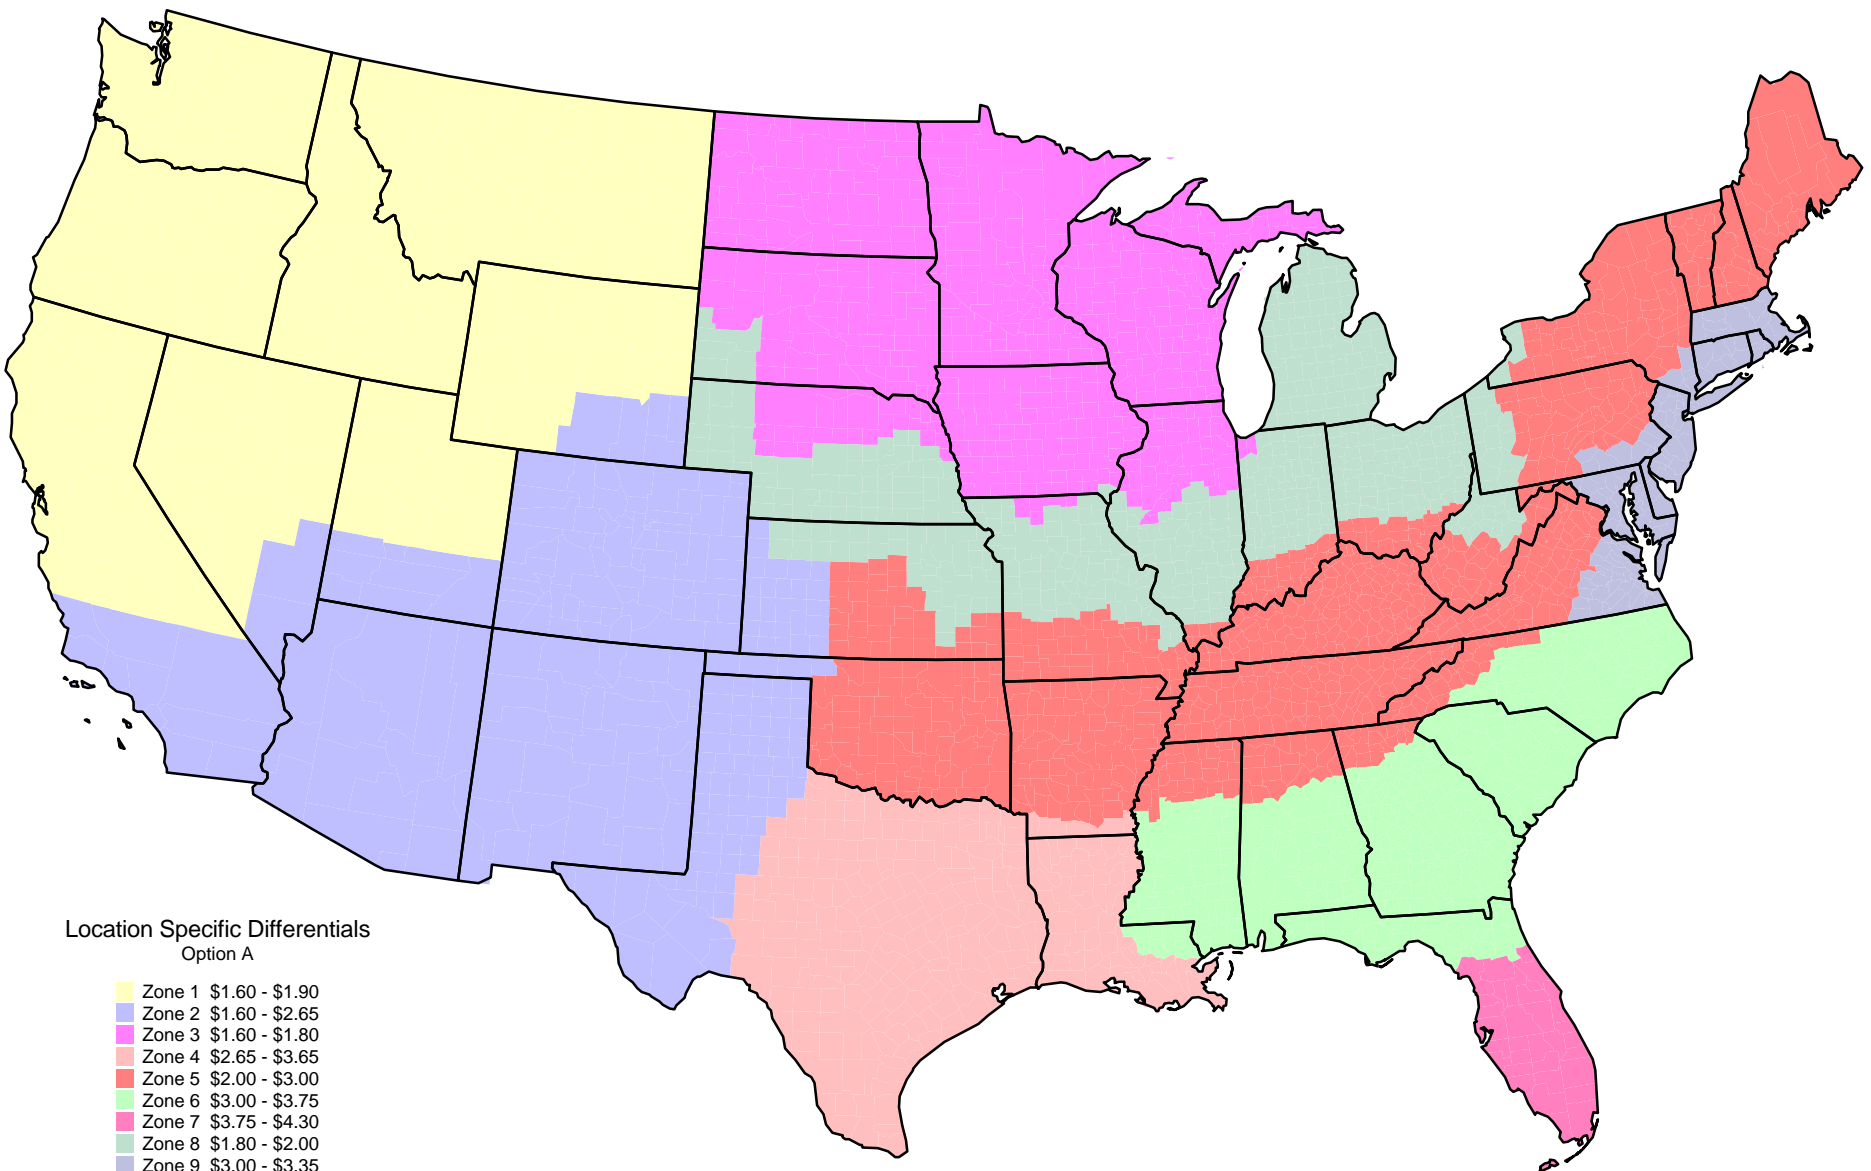 Location Specific Differentials
Option A
Zone 1 $1.60 - $1.90
Zone 2 $1.60 - $2.65
Zone 3 $1.60 - $1.80
Zone 4 $2.65 - $3.65
Zone 5 $2.00 - $3.00
Zone 6 $3.00 - $3.75
Zone 7 $3.75 - $4.30
Zone 8 $1.80 - $2.00
Zone 9 $3.00 - $3.35